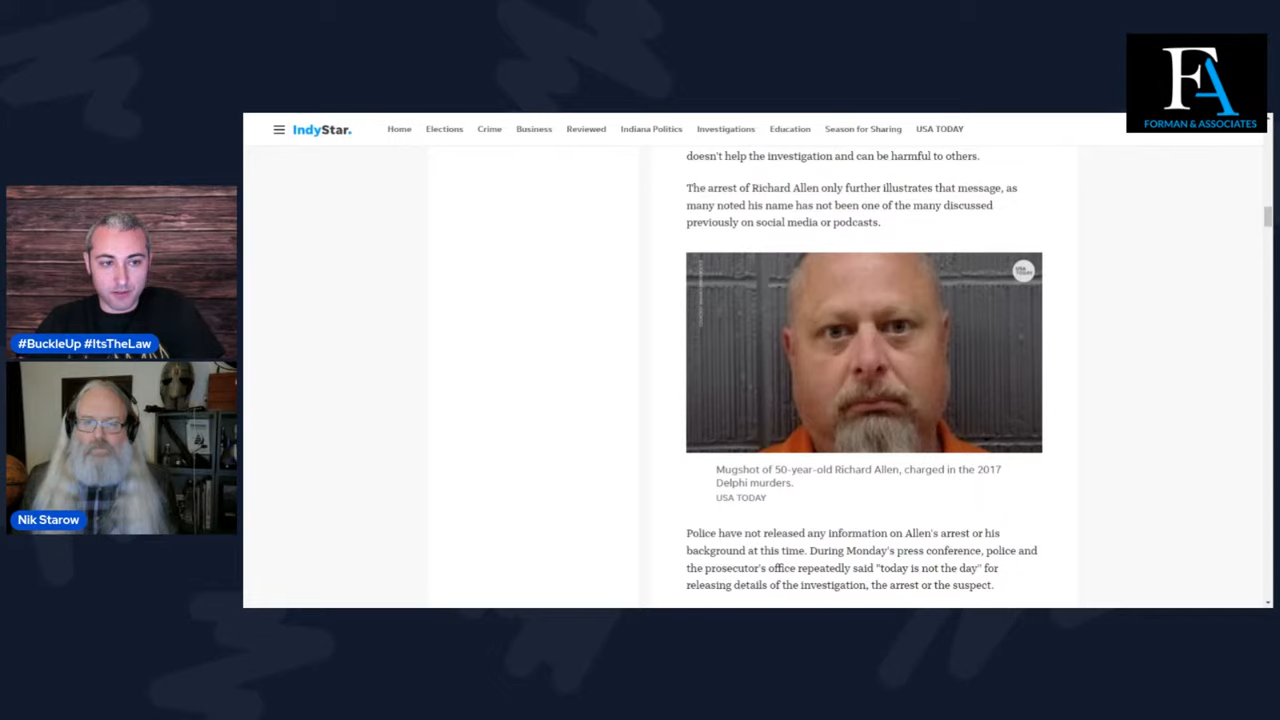 FA
FORMAN & ASSOCIATES
IndyStar.
Home Elections Crime Business Reviewed Indiana Politics Investigations Education Season for Sharing USA TODAY
doesn't help the investigation and can be harmful to others.
The arrest of Richard Allen only further illustrates that message, as
many noted his name has not been one of the many discussed
previously on social media or podcasts.
USA
TODAY
Mugshot of 50-year-old Richard Allen, charged in the 2017
Delphi murders.
USA TODAY
Police have not released any information on Allen's arrest or his
background at this time. During Monday's press conference, police and
the prosecutor's office repeatedly said "today is not the day" for
releasing details of the investigation, the arrest or the suspect.
#BuckleUp #ItsTheLaw
Nik Starow